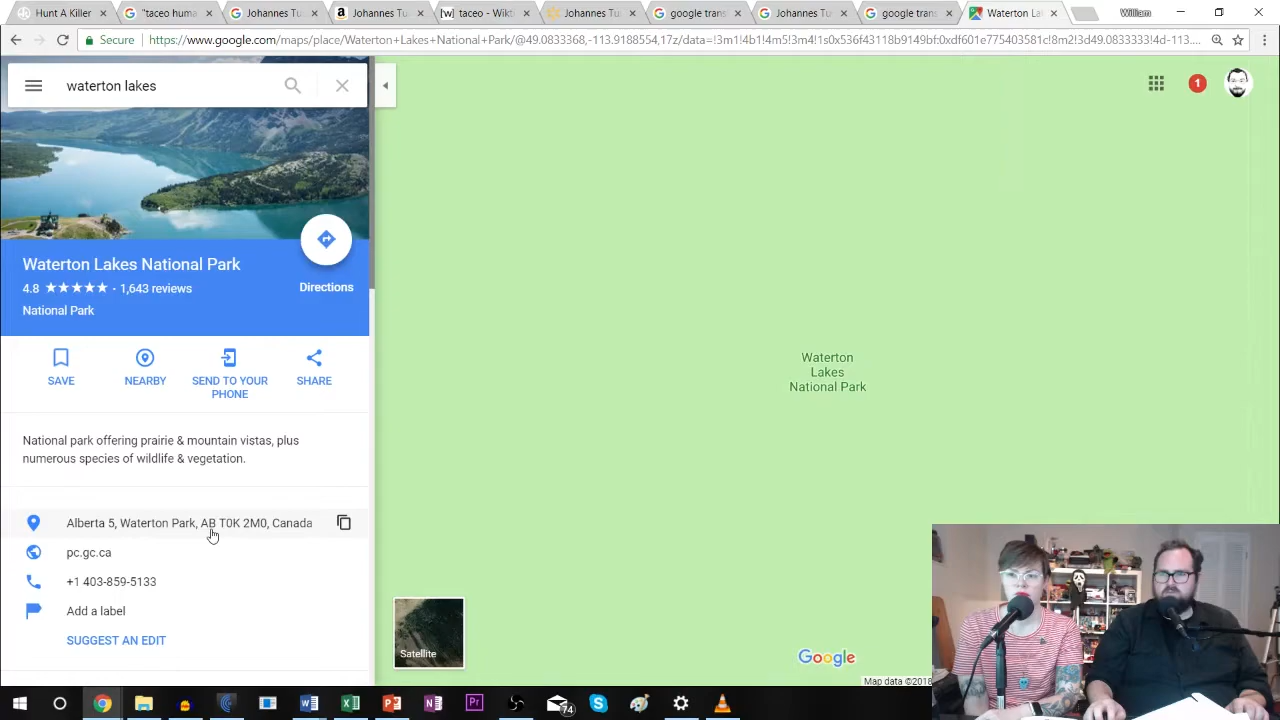 Hunt A Killer
"taceo huma
Johannes Tu
Johannes Tu
taceo - Wikti
Johannes Tu
google trans
Johannes Tu
google trans
Waterton Lak
William
Secure
https://www.google.com/maps/place/Waterton+Lakes+National+Park/@49.0833368,-113.9188554,17z/data=!3m1!4b1!4m5!3m4!1s0x536f43118b9149bf:0xdf601e775403581c!8m2!3d49.0833333!4d-113....
waterton lakes
1
Waterton Lakes National Park
4.8 ★★★★★ · 1,643 reviews
National Park
Directions
SAVE
NEARBY
SEND TO YOUR
PHONE
SHARE
National park offering prairie & mountain vistas, plus
numerous species of wildlife & vegetation.
Alberta 5, Waterton Park, AB T0K 2M0, Canada
pc.gc.ca
+1 403-859-5133
Add a label
SUGGEST AN EDIT
Waterton
Lakes
National Park
Satellite
Google
Map data ©2018
74